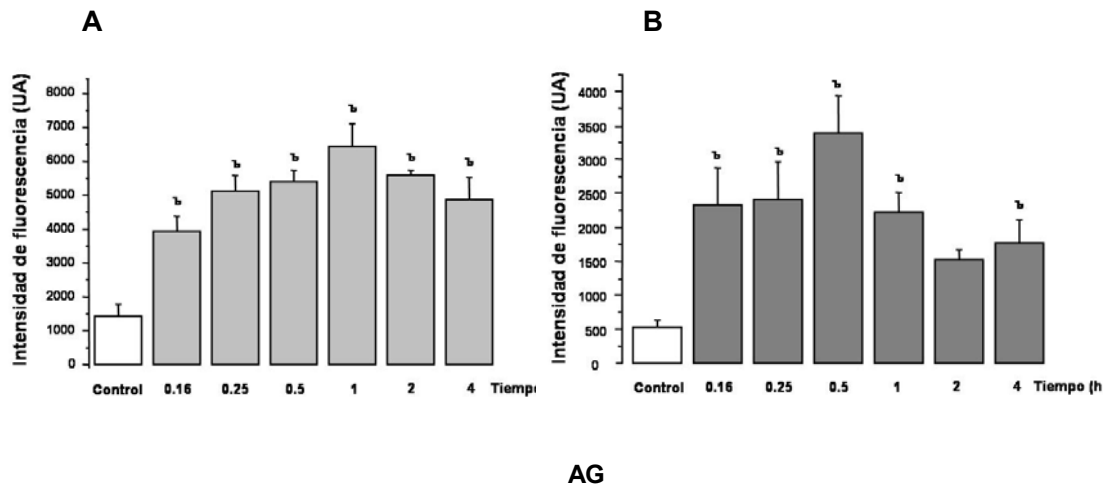 A
B
Intensidad de fluorescencia (UA)
8000
7000
6000
5000
4000
3000
2000
1000
0
ъ ъ ъ ъ ъ ъ
Control 0.16 0.25 0.5 1 2 4 Tiempo
Intensidad de fluorescencia (UA)
4000
3500
3000
2500
2000
1500
1000
500
0
ъ ъ ъ ъ ъ
Control 0.16 0.25 0.5 1 2 4 Tiempo (h
AG